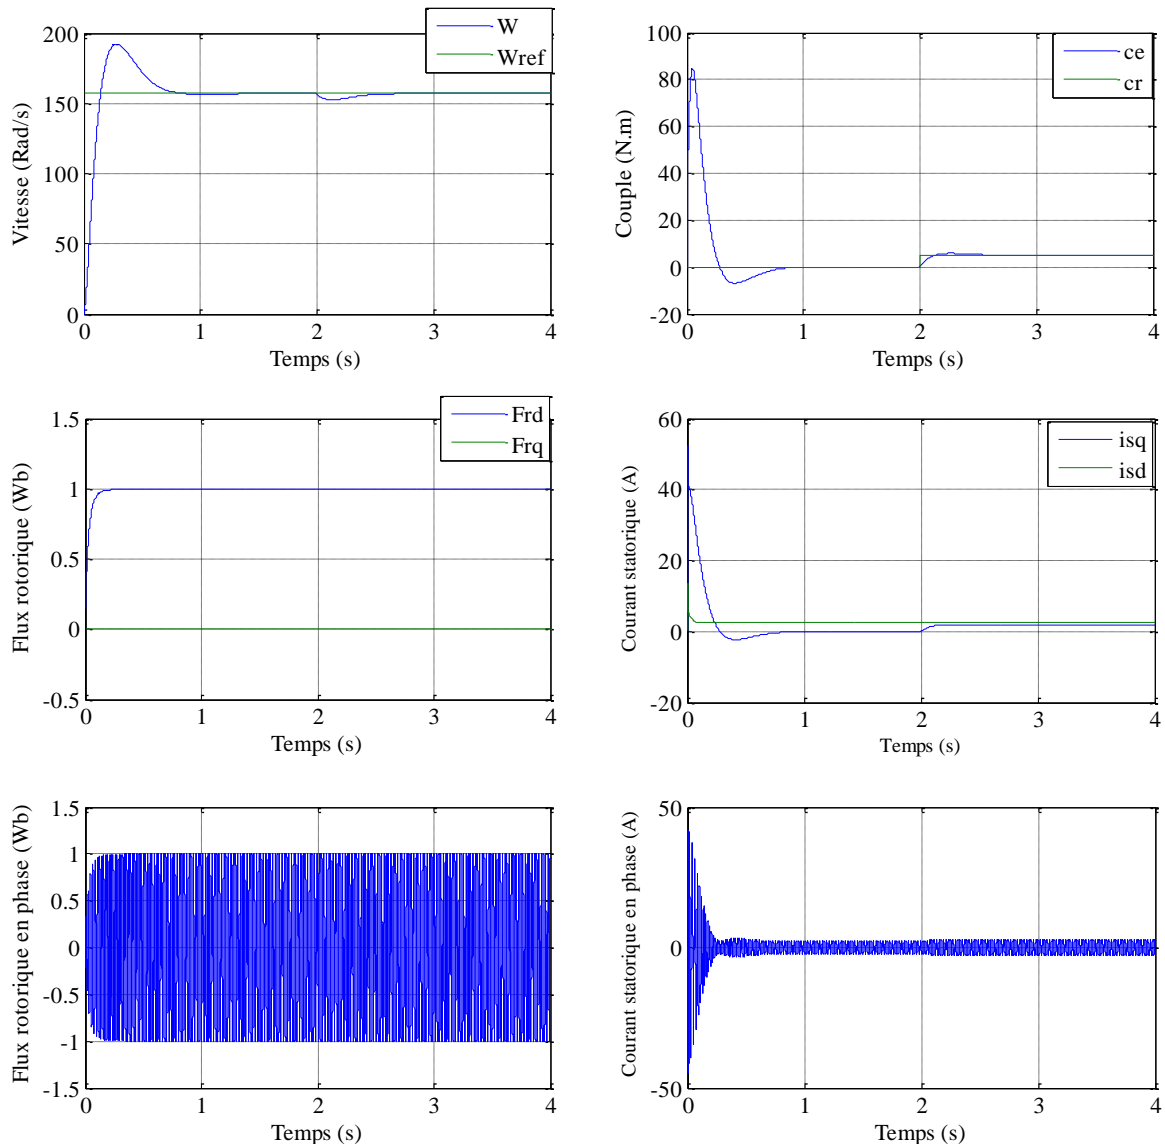 W
Wref
200
150
100
50
0
0 1 2 3 4
Vitesse (Rad/s)
Temps (s)
ce
cr
100
80
60
40
20
0
-20
0 1 2 3 4
Couple (N.m)
Temps (s)
Frd
Frq
1.5
1
0.5
0
-0.5
0 1 2 3 4
Flux rotorique (Wb)
Temps (s)
isq
isd
60
40
20
0
-20
0 1 2 3 4
Courant statorique (A)
Temps (s)
1.5
1
0.5
0
-0.5
-1
-1.5
0 1 2 3 4
Flux rotorique en phase (Wb)
Temps (s)
50
0
-50
0 1 2 3 4
Courant statorique en phase (A)
Temps (s)